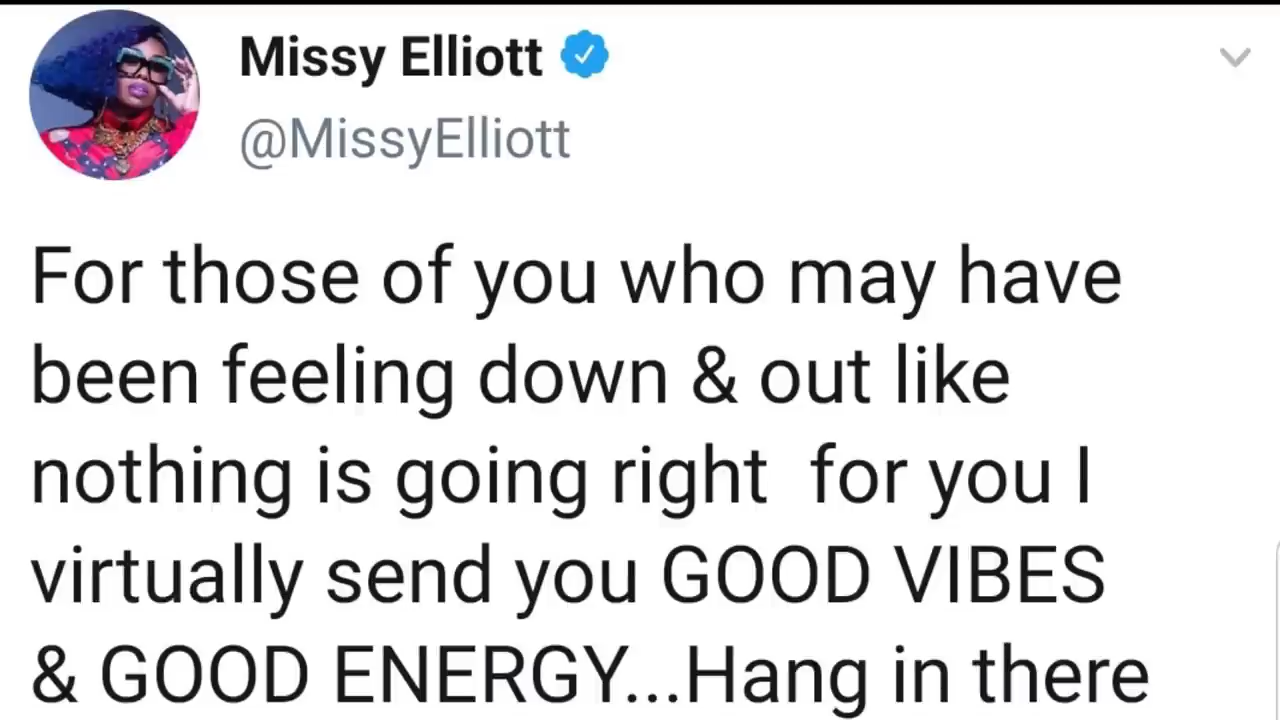 Missy Elliott
@MissyElliott
For those of you who may have
been feeling down & out like
nothing is going right  for you I
virtually send you GOOD VIBES
& GOOD ENERGY...Hang in there